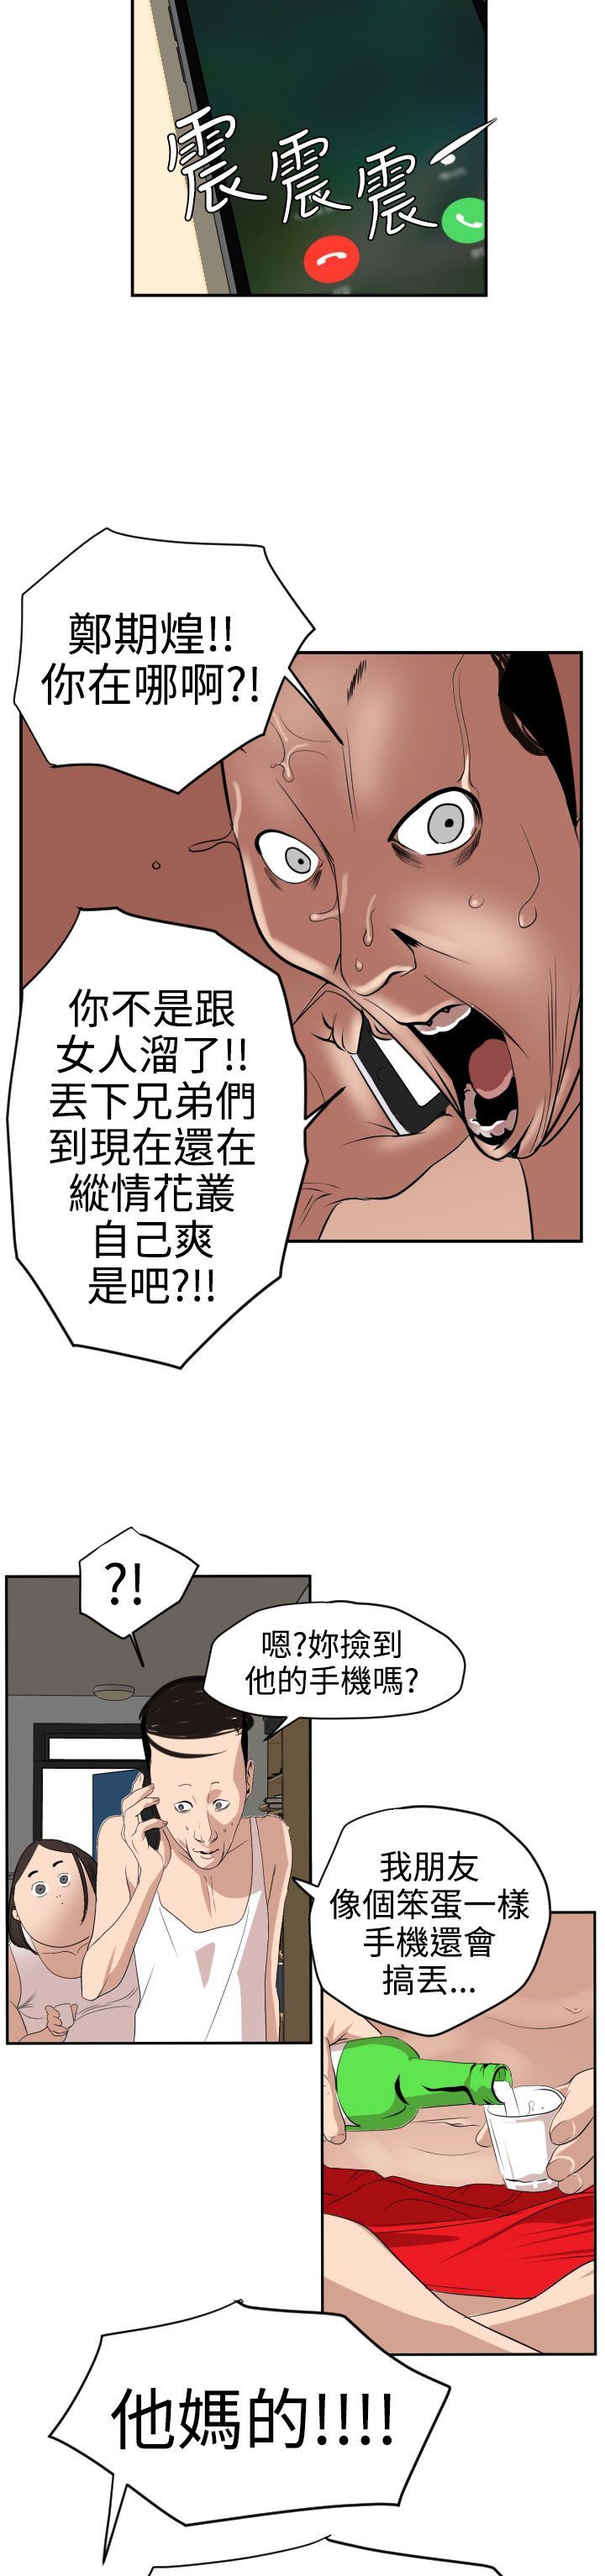 震震震
鄭期煌!!
你在哪啊?!
你不是跟
女人溜了!!
丟下兄弟們
到現在還在
縱情花叢
自己爽
是吧?!!
?!
嗯?妳撿到
他的手機嗎?
我朋友
像個笨蛋一樣
手機還會
搞丟...
他媽的!!!!